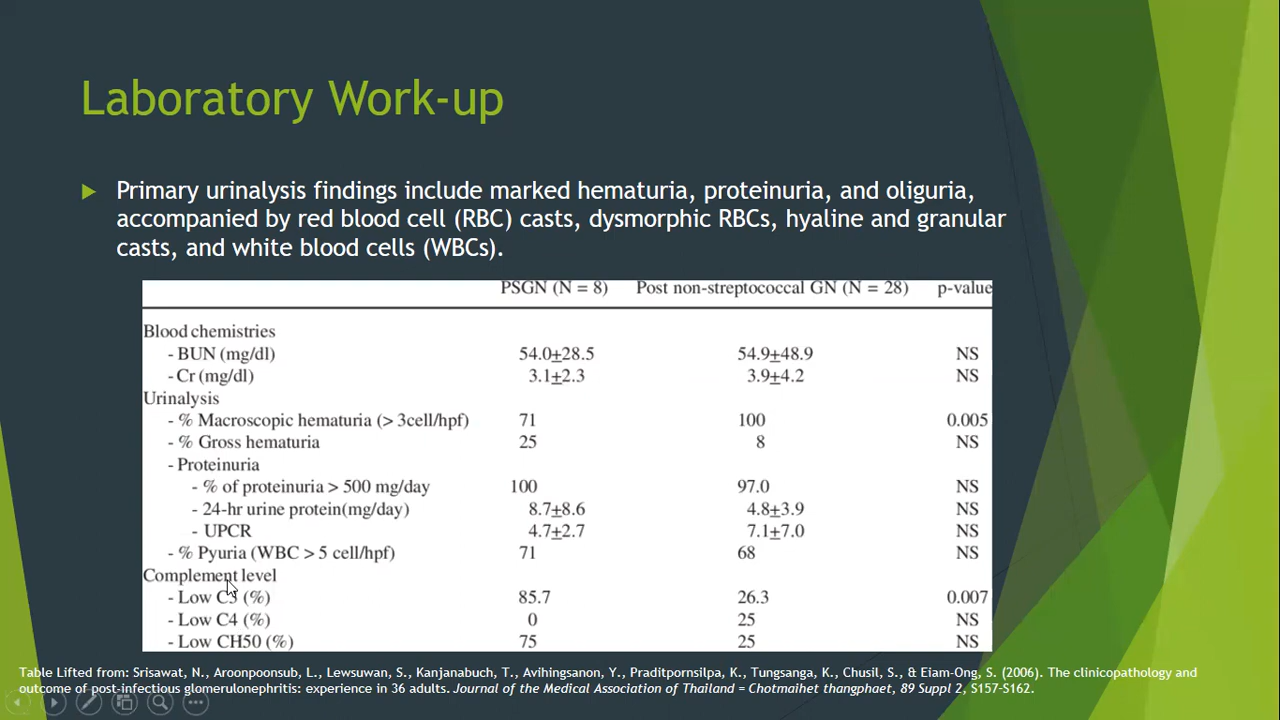 Laboratory Work-up
Primary urinalysis findings include marked hematuria, proteinuria, and oliguria,
accompanied by red blood cell (RBC) casts, dysmorphic RBCs, hyaline and granular
casts, and white blood cells (WBCs).
PSGN (N = 8) Post non-streptococcal GN (N = 28) p-value
Blood chemistries
- BUN (mg/dl) 54.0±28.5 54.9±48.9 NS
- Cr (mg/dl) 3.1±2.3 3.9±4.2 NS
Urinalysis
- % Macroscopic hematuria (> 3cell/hpf) 71 100 0.005
- % Gross hematuria 25 8 NS
- Proteinuria
- % of proteinuria > 500 mg/day 100 97.0 NS
- 24-hr urine protein(mg/day) 8.7±8.6 4.8±3.9 NS
- UPCR 4.7±2.7 7.1±7.0 NS
- % Pyuria (WBC > 5 cell/hpf) 71 68 NS
Complement level
- Low C3 (%) 85.7 26.3 0.007
- Low C4 (%) 0 25 NS
- Low CH50 (%) 75 25 NS
Table Lifted from: Srisawat, N., Aroonpoonsub, L., Lewsuwan, S., Kanjanabuch, T., Avihingsanon, Y., Praditpornsilpa, K., Tungsanga, K., Chusil, S., & Eiam-Ong, S. (2006). The clinicopathology and
outcome of post-infectious glomerulonephritis: experience in 36 adults. Journal of the Medical Association of Thailand = Chotmaihet thangphaet, 89 Suppl 2, S157-S162.